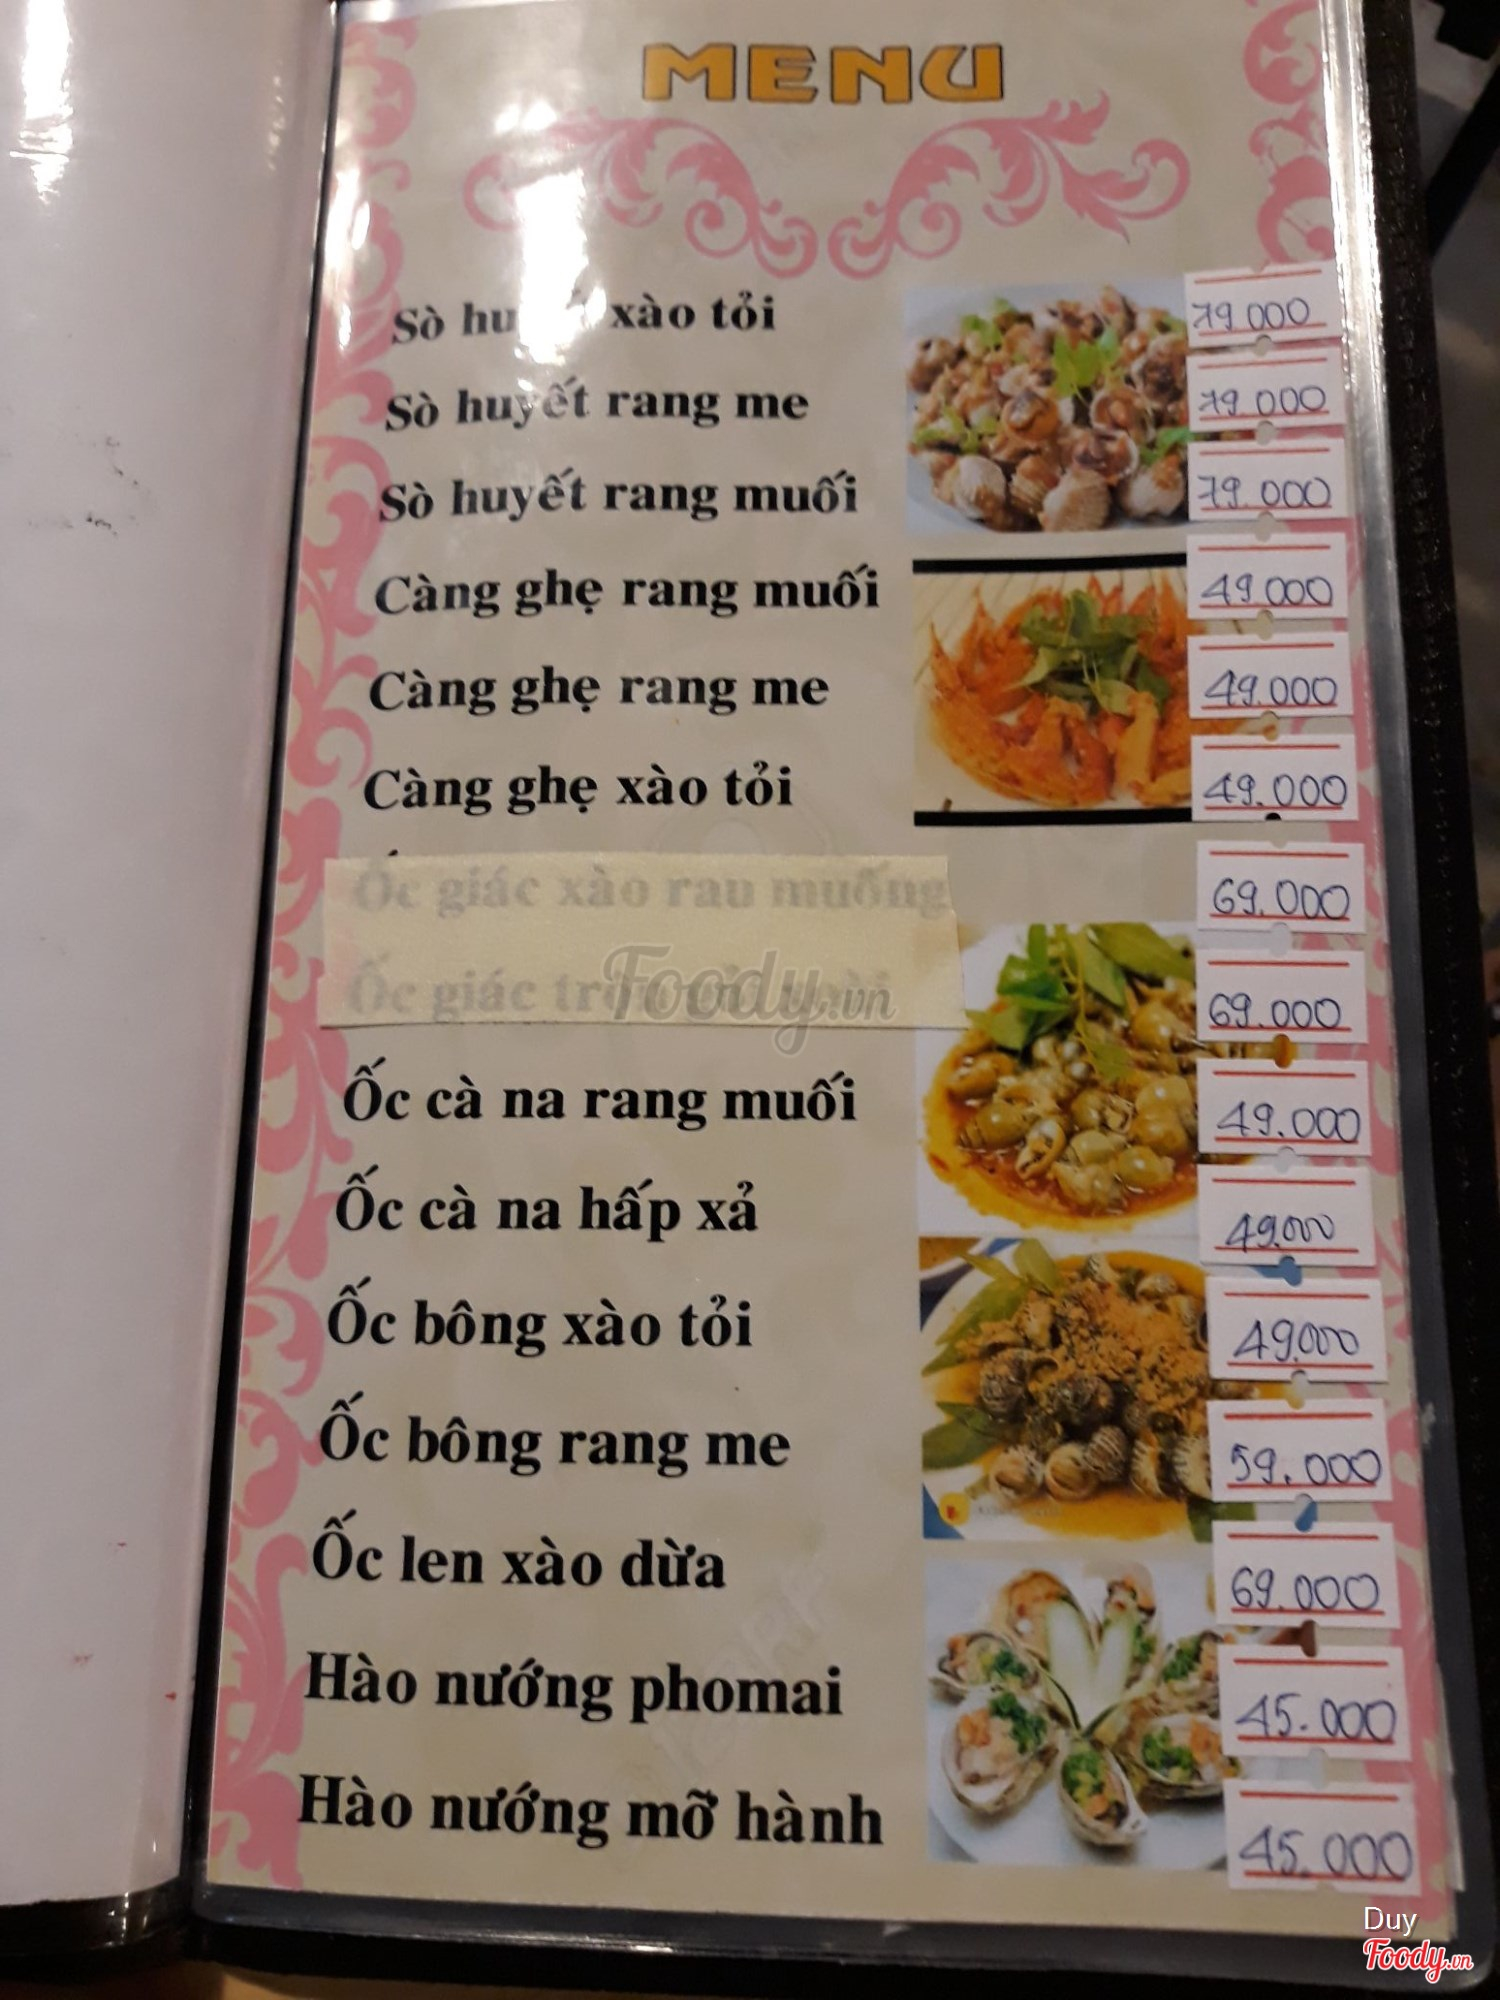 MENU
Sò xào tỏi 79.000
Sò huyết rang me 79.000
Sò huyết rang muối 79.000
Càng ghẹ rang muối 49.000
Càng ghẹ rang me 49.000
Càng ghẹ xào tỏi 49.000
Ốc giác xào rau muống 69.000
Ốc giác 69.000
Foody.vn
Ốc cà na rang muối 49.000
Ốc cà na hấp xả 49.000
Ốc bông xào tỏi 49.000
Ốc bông rang me 59.000
Ốc len xào dừa 69.000
Hào nướng phomai 45.000
Hào nướng mỡ hành 45.000
Duy
Foody.vn